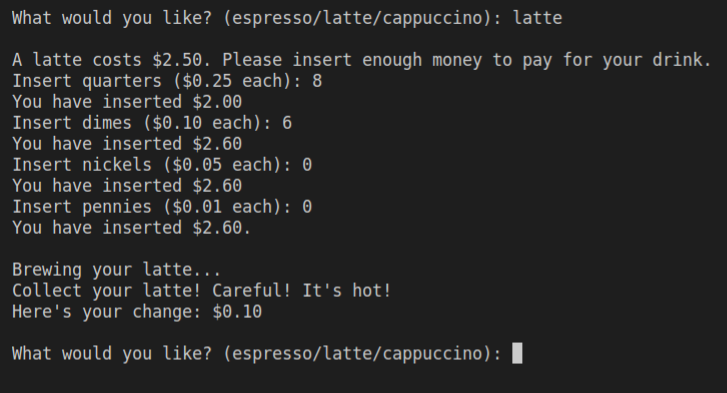 What would you like? (espresso/latte/cappuccino): latte
A latte costs $2.50. Please insert enough money to pay for your drink.
Insert quarters ($0.25 each): 8
You have inserted $2.00
Insert dimes ($0.10 each): 6
You have inserted $2.60
Insert nickels ($0.05 each): 0
You have inserted $2.60
Insert pennies ($0.01 each): 0
You have inserted $2.60.
Brewing your latte...
Collect your latte! Careful! It's hot!
Here's your change: $0.10
What would you like? (espresso/latte/cappuccino):